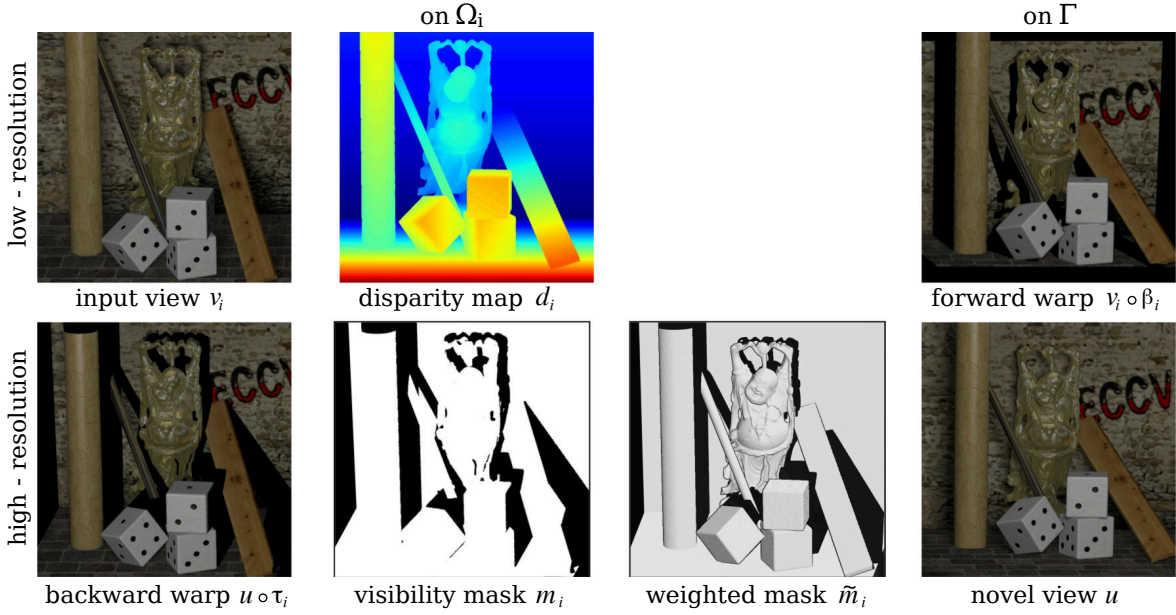 on Ωᵢ
on Γ
low - resolution
ECCV
ECCV
input view vᵢ
disparity map dᵢ
forward warp vᵢ∘βᵢ
high - resolution
ECCV
ECCV
backward warp u∘τᵢ
visibility mask mᵢ
weighted mask m̃ᵢ
novel view u